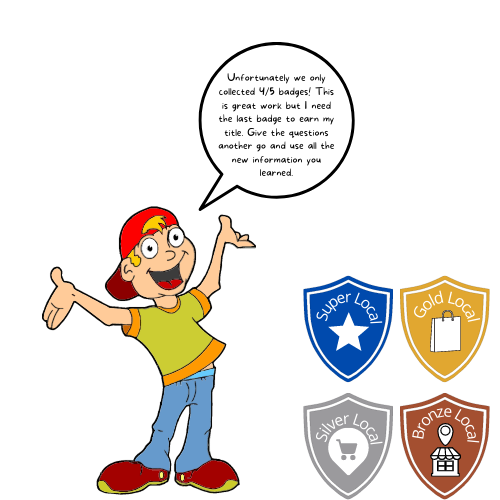 Unfortunately we only
collected 4/5 badges! This
is great work but I need
the last badge to earn my
title. Give the questions
another go and use all the
new information you
learned.
Super Local
Gold Local
Silver Local
Bronze Local